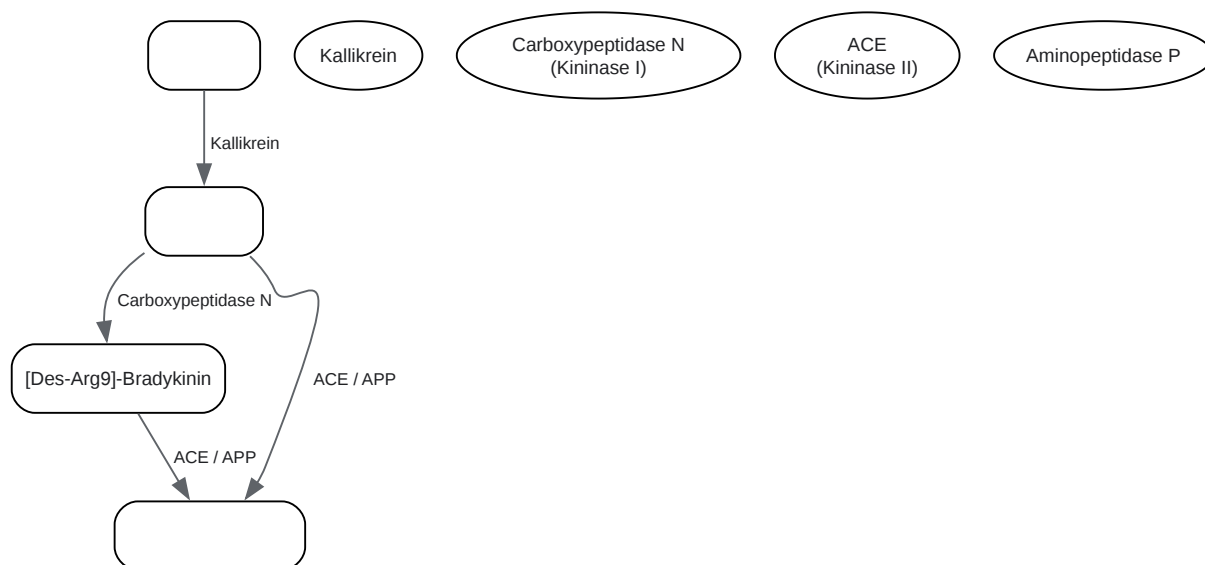 Kallikrein
Carboxypeptidase N
(Kininase I)
ACE
(Kininase II)
Aminopeptidase P
Kallikrein
Carboxypeptidase N
[Des-Arg9]-Bradykinin
ACE / APP
ACE / APP